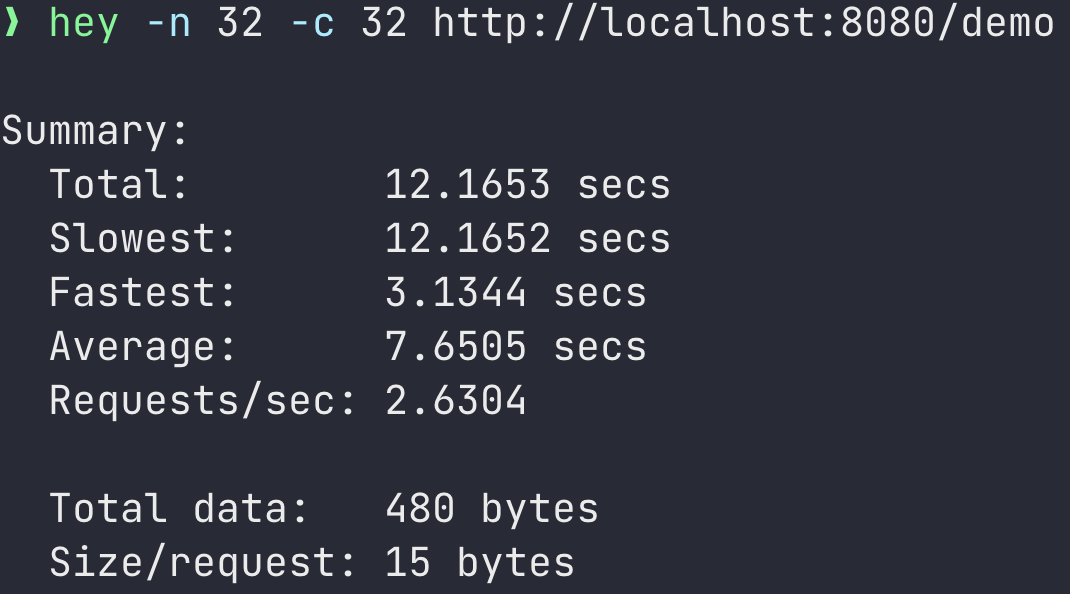 ❯ hey -n 32 -c 32 http://localhost:8080/demo
Summary:
Total: 12.1653 secs
Slowest: 12.1652 secs
Fastest: 3.1344 secs
Average: 7.6505 secs
Requests/sec: 2.6304
Total data: 480 bytes
Size/request: 15 bytes